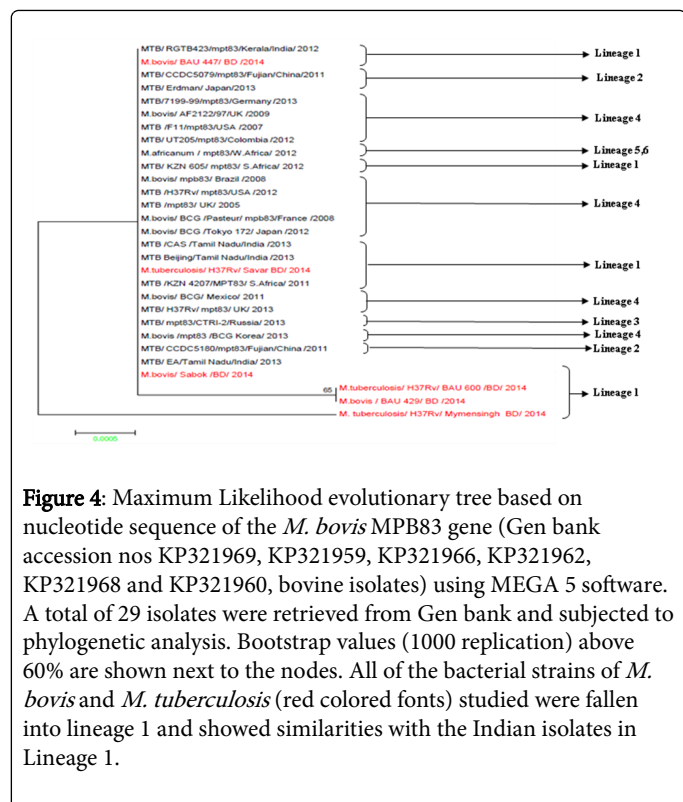 MTB/ RGTB423/mpt83/Kerala/India/ 2012
Lineage 1
M.bovis/ BAU 447/ BD /2014
MTB/ CCDC5079/mpt83/Fujian/China/2011
Lineage 2
MTB/ Erdman/ Japan/2013
MTB/7199-99/mpt83/Germany/2013
M.bovis/ AF2122/97/UK /2009
Lineage 4
MTB /F11/mpt83/USA /2007
MTB/ UT205/mpt83/Colombia/2012
M.africanum / mpt83/W.Africa/ 2012
Lineage 5,6
MTB/ KZN 605/ mpt83/ S.Africa/ 2012
Lineage 1
M.bovis/ mpb83/ Brazil /2008
MTB /H37Rv/ mpt83/USA /2012
MTB /mpt83/ UK/ 2005
Lineage 4
M.bovis/ BCG /Pasteur/ mpb83/France /2008
M.bovis/ BCG /Tokyo 172/ Japan /2012
MTB /CAS /Tamil Nadu/India /2013
MTB Beijing/Tamil Nadu/India /2013
Lineage 1
M.tuberculosis/ H37Rv/ Savar BD/ 2014
MTB /KZN 4207/MPT83/ S.Africa/ 2011
M.bovis/ BCG/ Mexico/ 2011
Lineage 4
MTB/ H37Rv/ mpt83/ UK/ 2013
MTB/ mpt83/CTRI-2/Russia/ 2013
Lineage 3
M.bovis /mpt83 /BCG Korea/ 2013
Lineage 4
MTB/ CCDC5180/mpt83/Fujian/China /2011
Lineage 2
MTB/ EA/Tamil Nadu/India/ 2013
M.bovis/ Sabok /BD/ 2014
65
M.tuberculosis/ H37Rv/ BAU 600 /BD/ 2014
Lineage 1
M.bovis / BAU 429/ BD /2014
M. tuberculosis/ H37Rv/ Mymensingh BD/ 2014
0.0005
Figure 4: Maximum Likelihood evolutionary tree based on
nucleotide sequence of the M. bovis MPB83 gene (Gen bank
accession nos KP321969, KP321959, KP321966, KP321962,
KP321968 and KP321960, bovine isolates) using MEGA 5 software.
A total of 29 isolates were retrieved from Gen bank and subjected to
phylogenetic analysis. Bootstrap values (1000 replication) above
60% are shown next to the nodes. All of the bacterial strains of M.
bovis and M. tuberculosis (red colored fonts) studied were fallen
into lineage 1 and showed similarities with the Indian isolates in
Lineage 1.